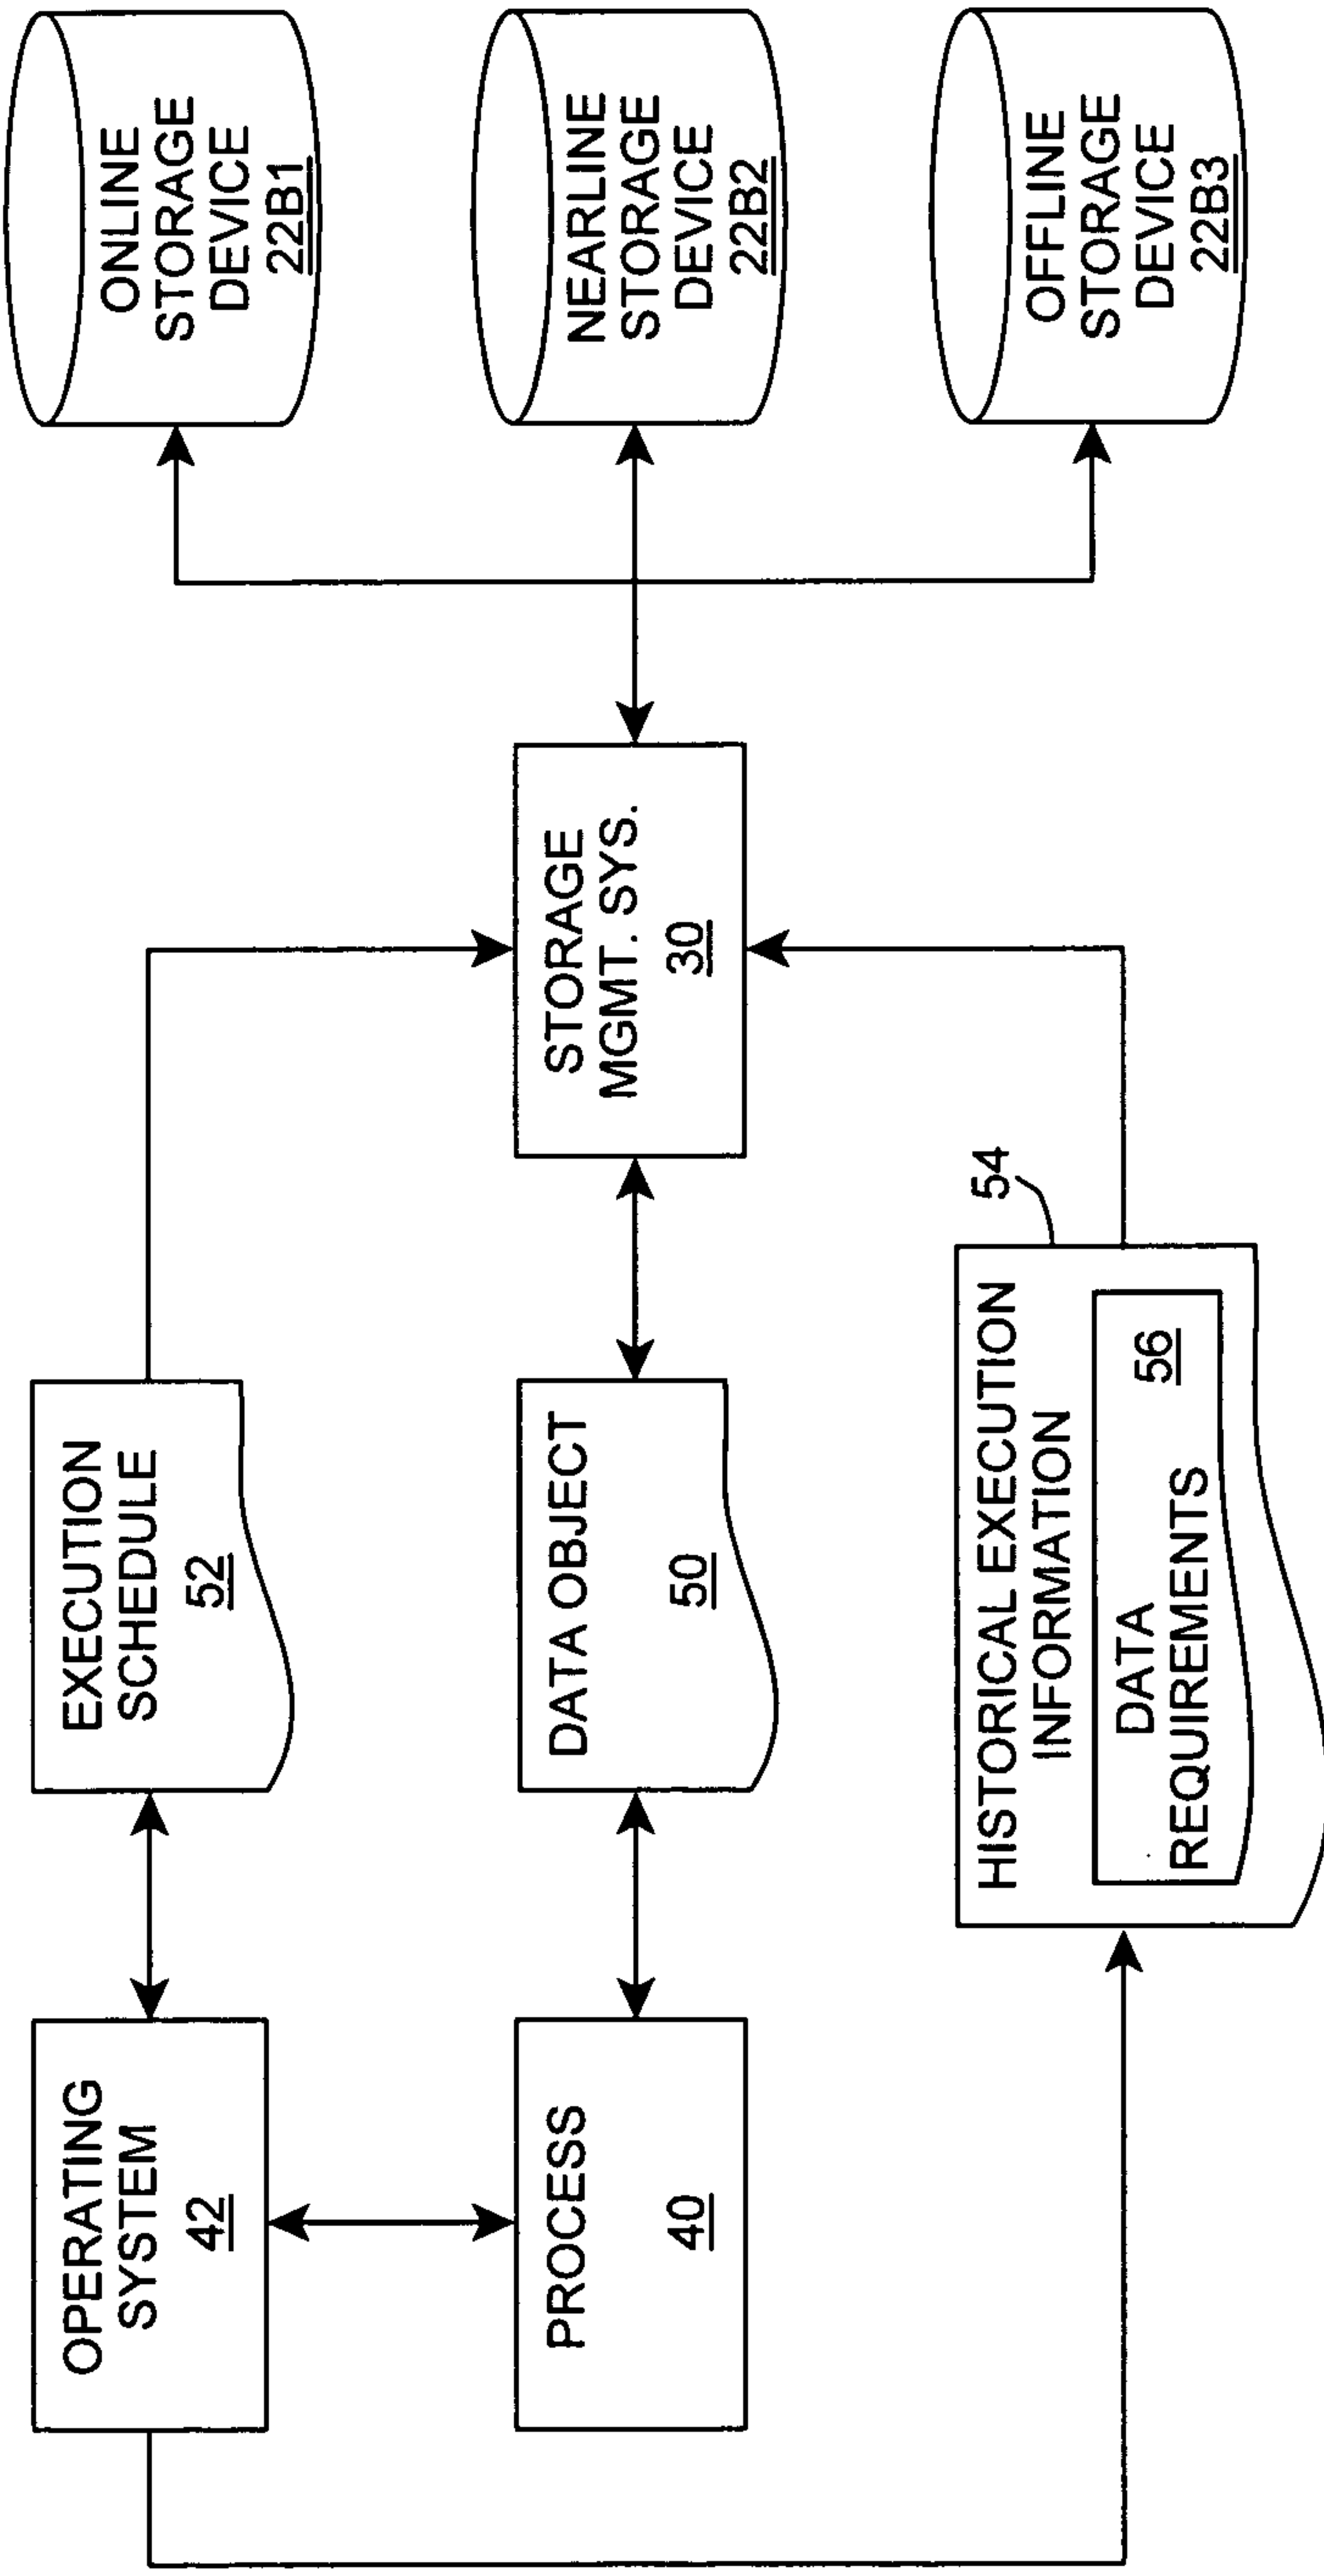 OPERATING
SYSTEM
42
EXECUTION
SCHEDULE
52
PROCESS
40
DATA OBJECT
50
STORAGE
MGMT. SYS.
30
HISTORICAL EXECUTION
INFORMATION
54
DATA
REQUIREMENTS
56
ONLINE
STORAGE
DEVICE
22B1
NEARLINE
STORAGE
DEVICE
22B2
OFFLINE
STORAGE
DEVICE
22B3